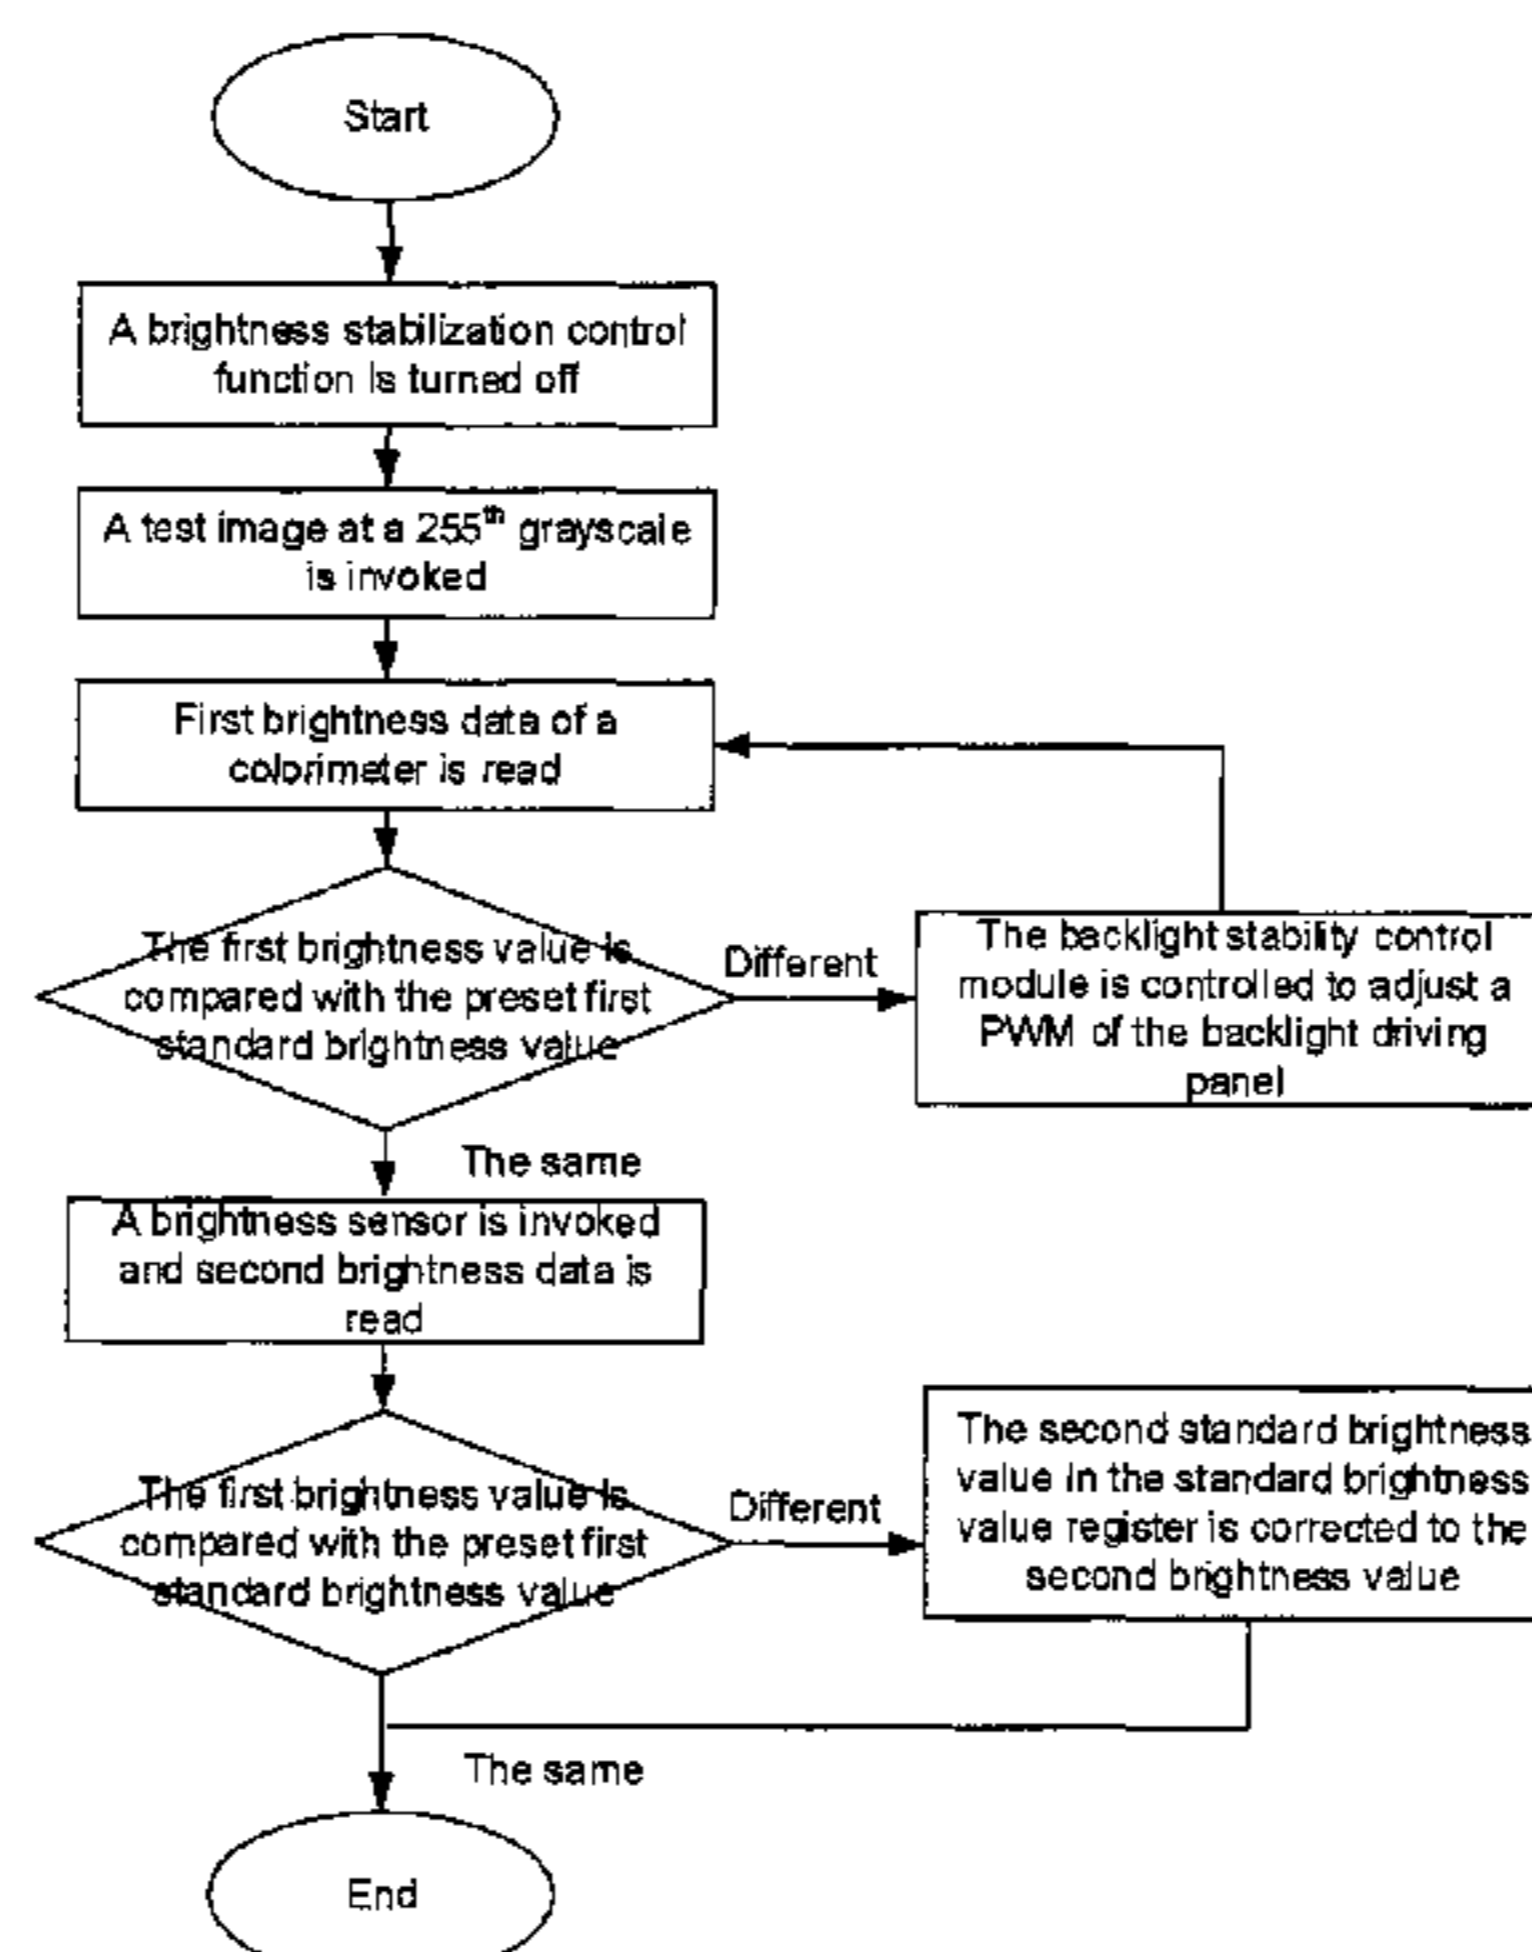 Start
A brightness stabilization control
function is turned off
A test image at a 255th grayscale
is invoked
First brightness data of a
colorimeter is read
The first brightness value is
compared with the preset first
standard brightness value
Different
The backlight stability control
module is controlled to adjust a
PWM of the backlight driving
panel
The same
A brightness sensor is invoked
and second brightness data is
read
The first brightness value is
compared with the preset first
standard brightness value
Different
The second standard brightness
value in the standard brightness
value register is corrected to the
second brightness value
The same
End